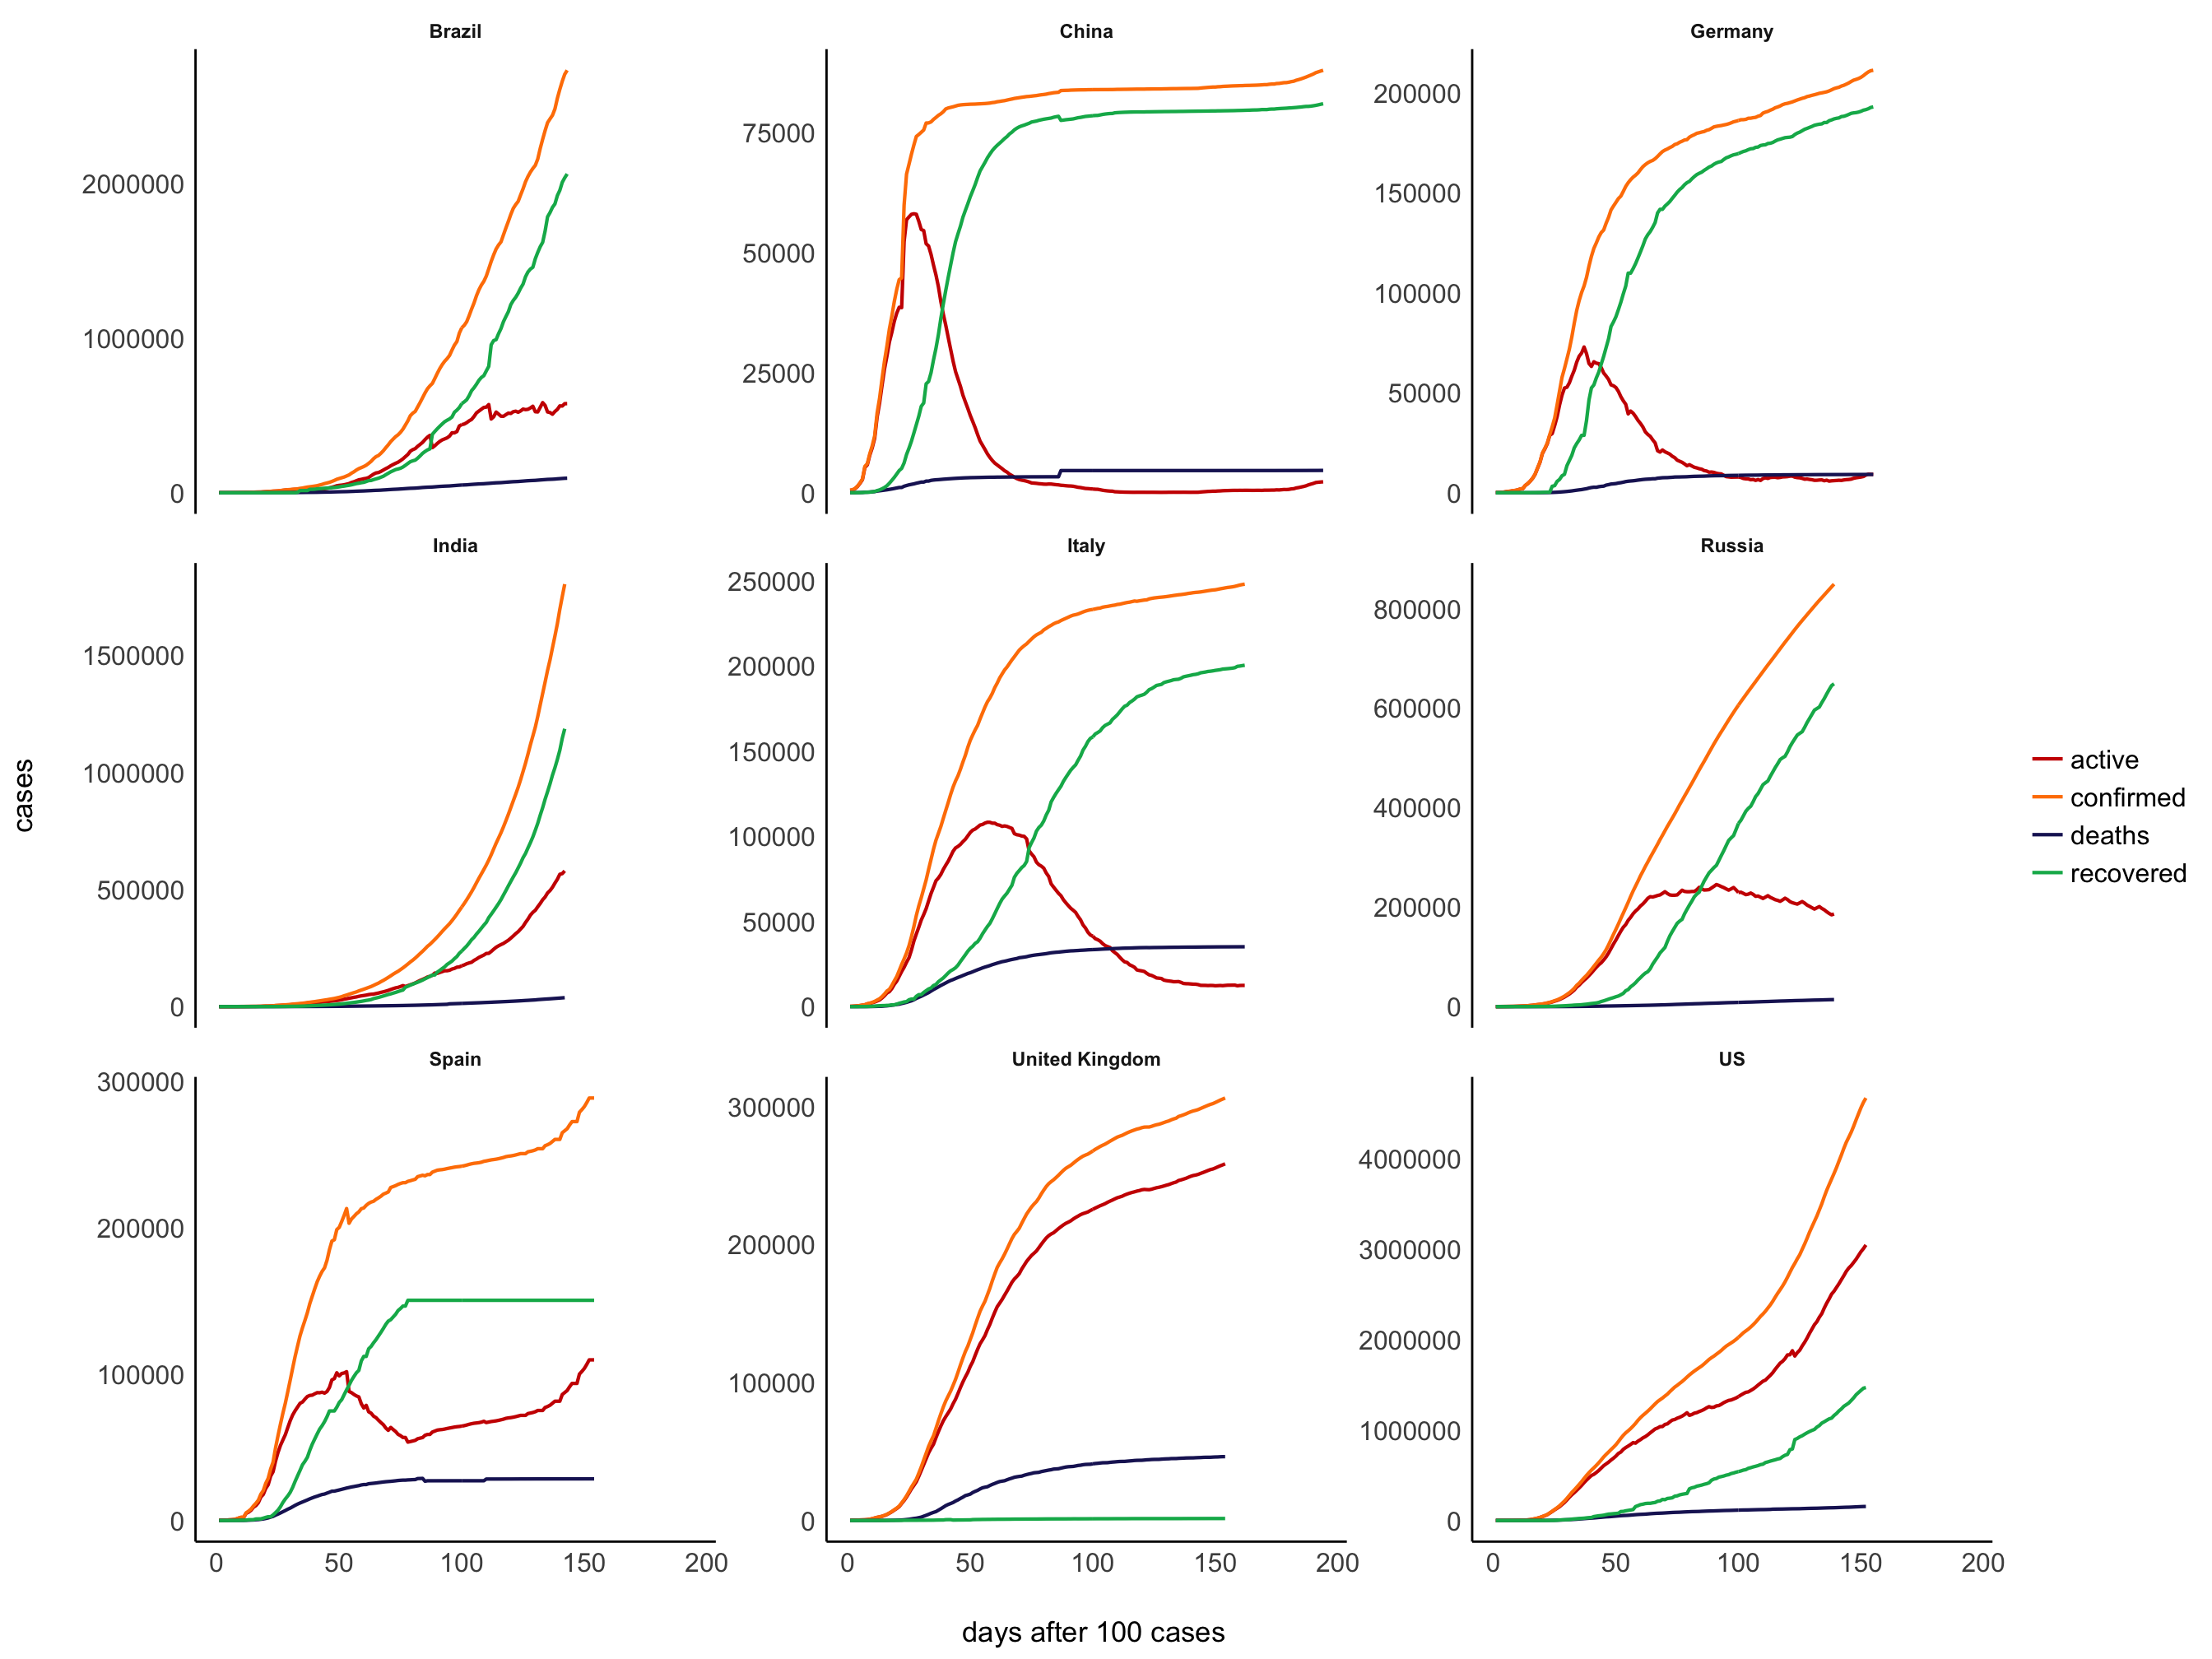 Brazil
China
Germany
2000000
1000000
0
75000
50000
25000
0
200000
150000
100000
50000
0
India
Italy
Russia
1500000
1000000
500000
0
250000
200000
150000
100000
50000
0
800000
600000
400000
200000
0
Spain
United Kingdom
US
300000
200000
100000
0
300000
200000
100000
0
4000000
3000000
2000000
1000000
0
0 50 100 150 200
0 50 100 150 200
0 50 100 150 200
cases
days after 100 cases
active
confirmed
deaths
recovered